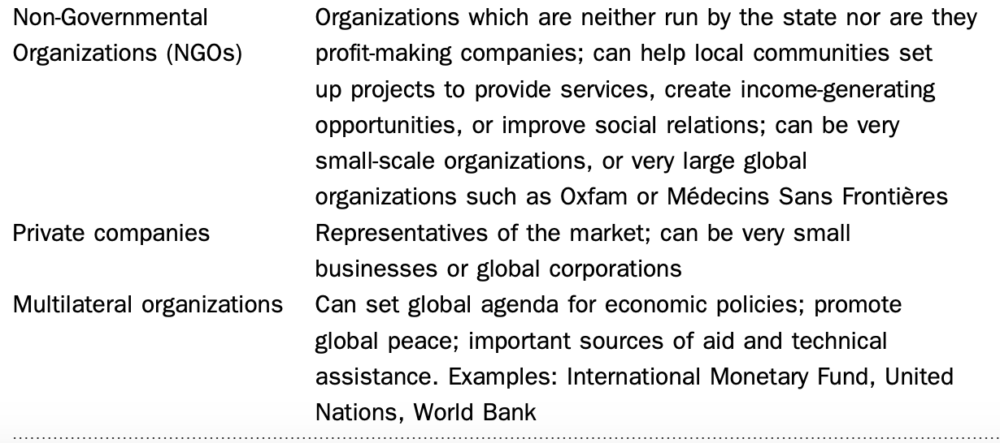 Non-Governmental Organizations which are neither run by the state nor are they
Organizations (NGOs) profit-making companies; can help local communities set
up projects to provide services, create income-generating
opportunities, or improve social relations; can be very
small-scale organizations, or very large global
organizations such as Oxfam or Médecins Sans Frontières
Private companies Representatives of the market; can be very small
businesses or global corporations
Multilateral organizations Can set global agenda for economic policies; promote
global peace; important sources of aid and technical
assistance. Examples: International Monetary Fund, United
Nations, World Bank